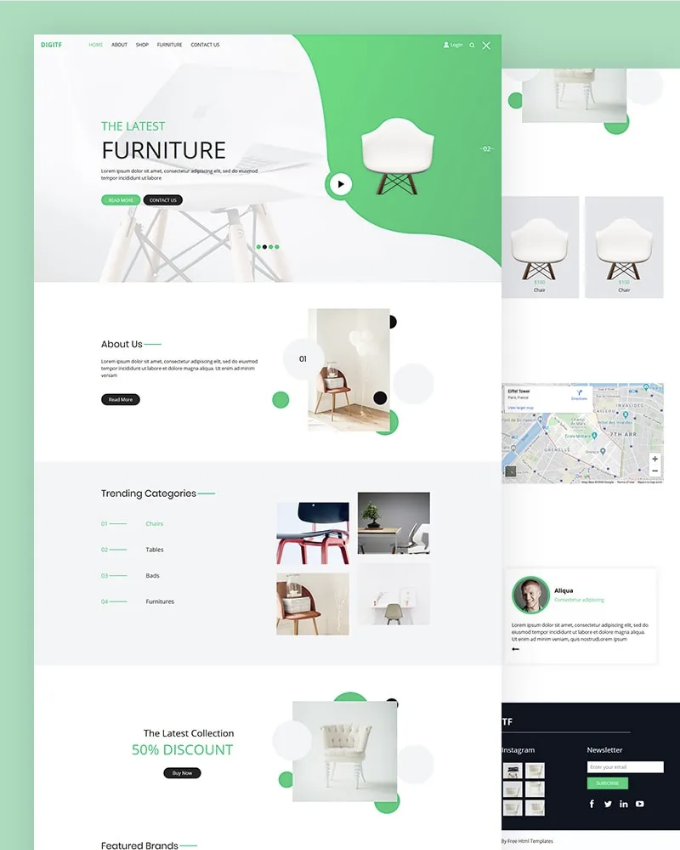 DIGITF
HOME ABOUT SHOP FURNITURE CONTACT US
Login
THE LATEST
FURNITURE
Lorem ipsum dolor sit amet, consectetur adipiscing elit, sed do eiusmod
tempor incididunt ut labore
READ MORE CONTACT US
02
About Us
Lorem ipsum dolor sit amet, consectetur adipiscing elit, sed do eiusmod
tempor incididunt ut labore et dolore magna aliqua. Ut enim ad minim
veniam
Read More
01
Trending Categories
01 Chairs
02 Tables
03 Bads
04 Furnitures
The Latest Collection
50% DISCOUNT
Buy Now
Featured Brands
$100
Chair
$100
Chair
Eiffel Tower
Paris, France
Directions
View larger map
INVALIDES
7TH ARR
GRENELLE
Aliqua
Consectetur adipiscing
Lorem ipsum dolor sit amet, consectetur adipiscing elit, sed do
eiusmod tempor incididunt ut labore et dolore magna aliqua.
Ut enim ad minim veniam, quis nostrudLorem ipsum
TF
Instagram
Newsletter
Enter your email
Subscribe
By Free Html Templates